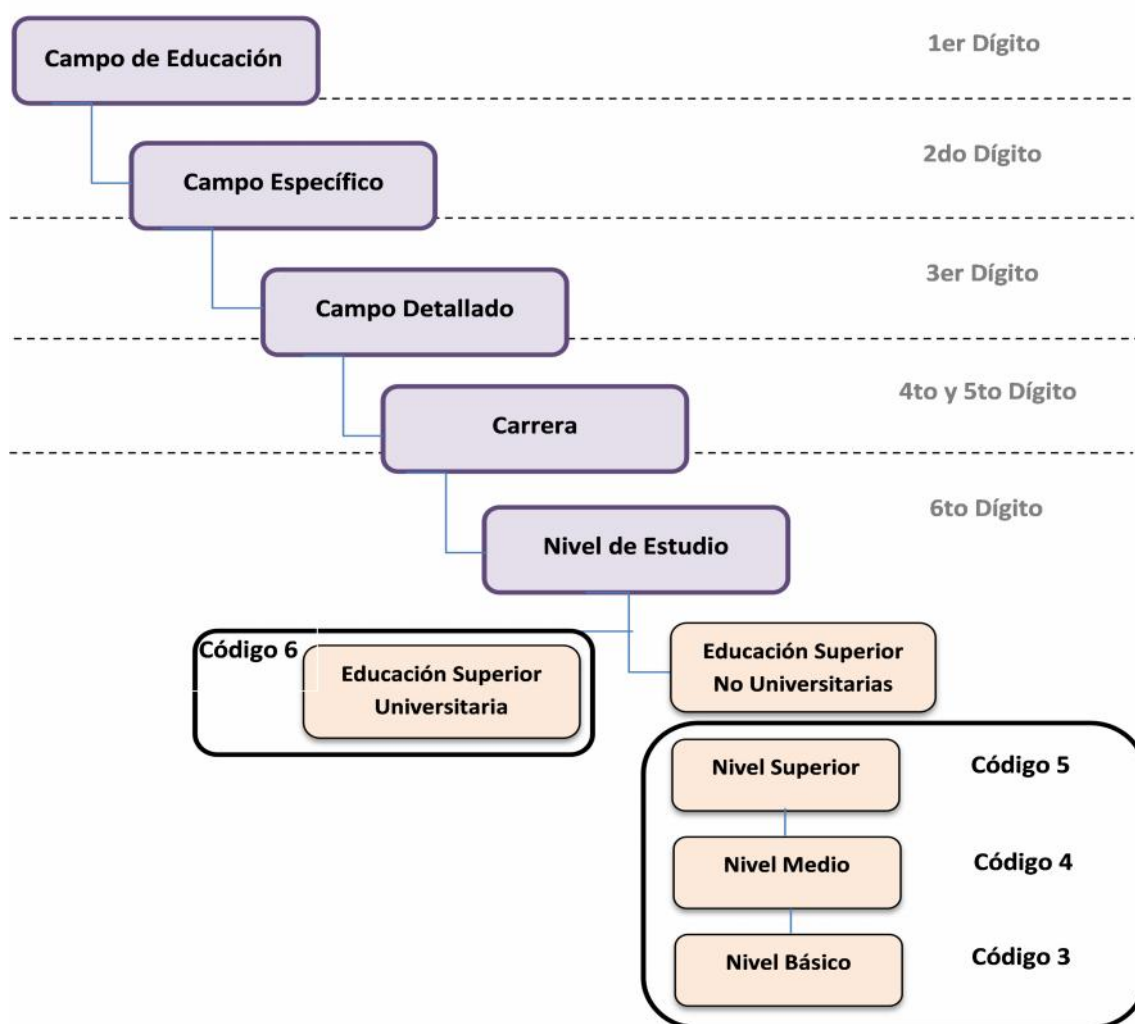 Campo de Educación
1er Dígito
Campo Específico
2do Dígito
Campo Detallado
3er Dígito
Carrera
4to y 5to Dígito
Nivel de Estudio
6to Dígito
Código 6
Educación Superior
Universitaria
Educación Superior
No Universitarias
Nivel Superior
Código 5
Nivel Medio
Código 4
Nivel Básico
Código 3